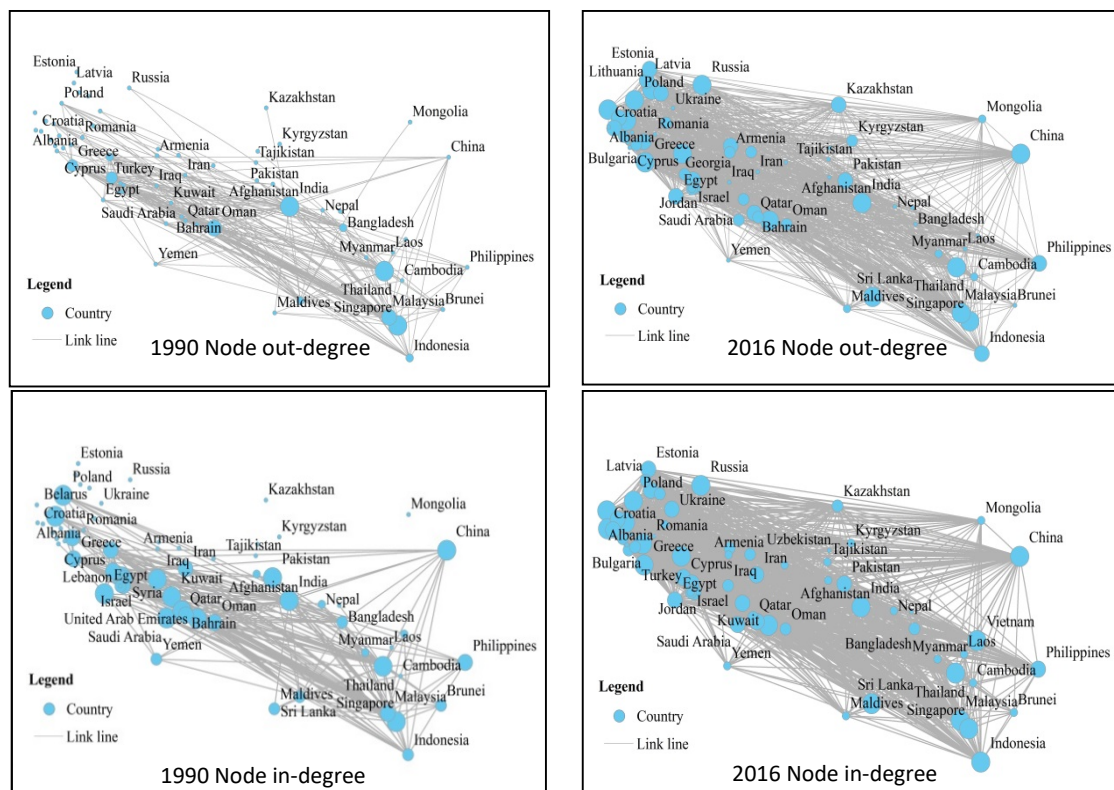 Estonia
Latvia
Russia
Poland
Kazakhstan
Mongolia
Croatia
Romania
Kyrgyzstan
China
Albania
Greece
Armenia
Tajikistan
Cyprus
Turkey
Iran
Pakistan
Iraq
Afghanistan
India
Egypt
Kuwait
Nepal
Saudi Arabia
Qatar
Oman
Bangladesh
Bahrain
Myanmar
Laos
Philippines
Yemen
Cambodia
Legend
Thailand
Maldives
Malaysia
Brunei
Country
Singapore
Link line
Indonesia
1990 Node out-degree
Estonia
Latvia
Russia
Lithuania
Poland
Kazakhstan
Ukraine
Mongolia
Croatia
Romania
Kyrgyzstan
China
Albania
Greece
Armenia
Tajikistan
Bulgaria
Cyprus
Georgia
Iran
Pakistan
Iraq
Afghanistan
India
Egypt
Israel
Jordan
Nepal
Saudi Arabia
Qatar
Oman
Bangladesh
Bahrain
Myanmar
Laos
Philippines
Yemen
Cambodia
Legend
Sri Lanka
Thailand
Maldives
Malaysia
Brunei
Country
Singapore
Link line
Indonesia
2016 Node out-degree
Estonia
Poland
Russia
Belarus
Ukraine
Kazakhstan
Mongolia
Croatia
Romania
Kyrgyzstan
China
Albania
Greece
Armenia
Tajikistan
Cyprus
Iran
Pakistan
Iraq
Lebanon
Egypt
Kuwait
Afghanistan
India
Syria
Israel
Qatar
Oman
Nepal
United Arab Emirates
Bahrain
Bangladesh
Saudi Arabia
Yemen
Myanmar
Laos
Philippines
Cambodia
Legend
Thailand
Maldives
Malaysia
Brunei
Country
Sri Lanka
Singapore
Link line
Indonesia
1990 Node in-degree
Estonia
Latvia
Russia
Poland
Kazakhstan
Ukraine
Mongolia
Croatia
Romania
Kyrgyzstan
China
Albania
Greece
Armenia
Uzbekistan
Tajikistan
Bulgaria
Cyprus
Iran
Pakistan
Turkey
Iraq
Afghanistan
India
Egypt
Israel
Jordan
Qatar
Oman
Nepal
Kuwait
Vietnam
Saudi Arabia
Bangladesh
Myanmar
Laos
Yemen
Philippines
Cambodia
Legend
Sri Lanka
Thailand
Maldives
Malaysia
Brunei
Country
Singapore
Link line
Indonesia
2016 Node in-degree